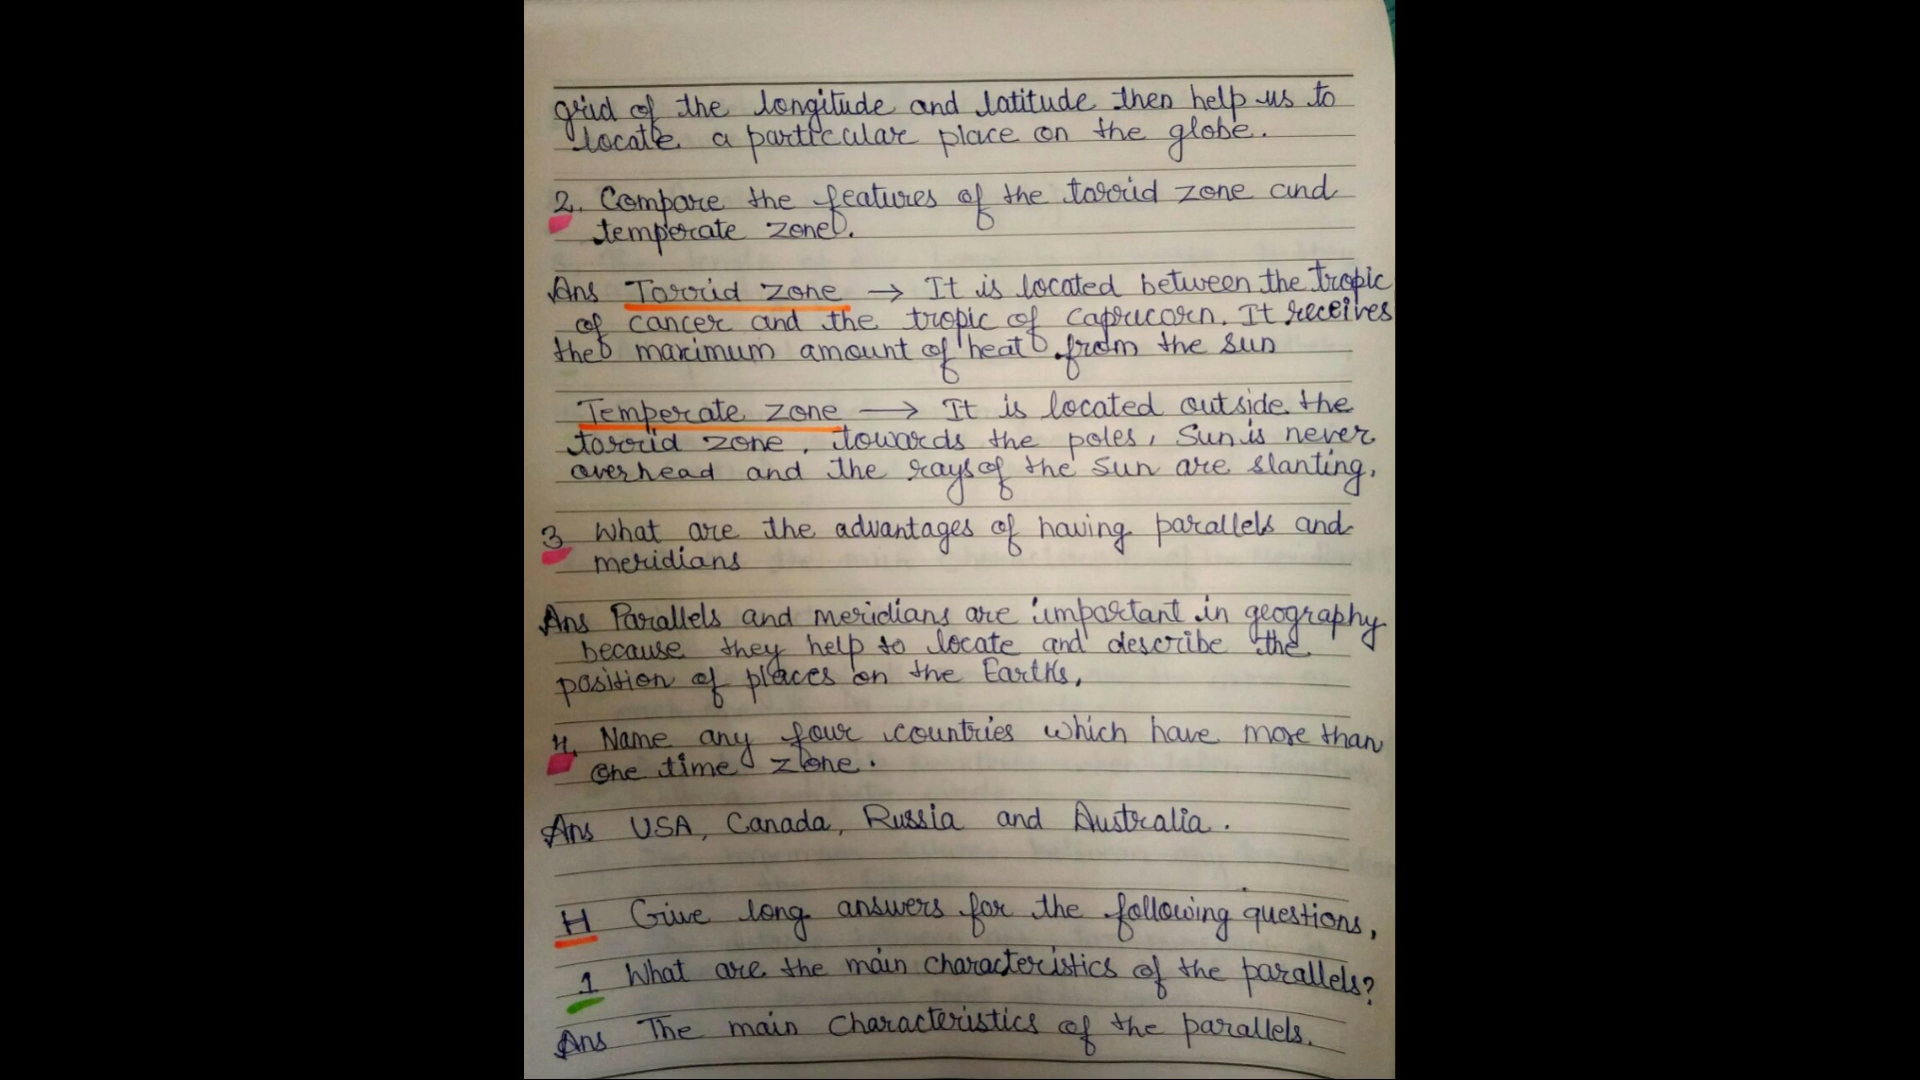 grid of the longitude and latitude then help us to
locate a particular place on the globe.
2. Compare the features of the torrid zone and
temperate zone.
Ans Torrid zone → It is located between the tropic
of cancer and the tropic of capricorn. It receives
the maximum amount of heat from the sun
Temperate zone → It is located outside the
torrid zone, towards the poles, Sun is never
overhead and the rays of the sun are slanting.
3 What are the advantages of having parallels and
meridians
Ans Parallels and meridians are important in geography
because they help to locate and describe the
position of places on the Earths,
4. Name any four countries which have more than
one time zone.
Ans USA, Canada, Russia and Australia.
H Give long answers for the following questions,
1 What are the main characteristics of the parallels?
Ans The main characteristics of the parallels.